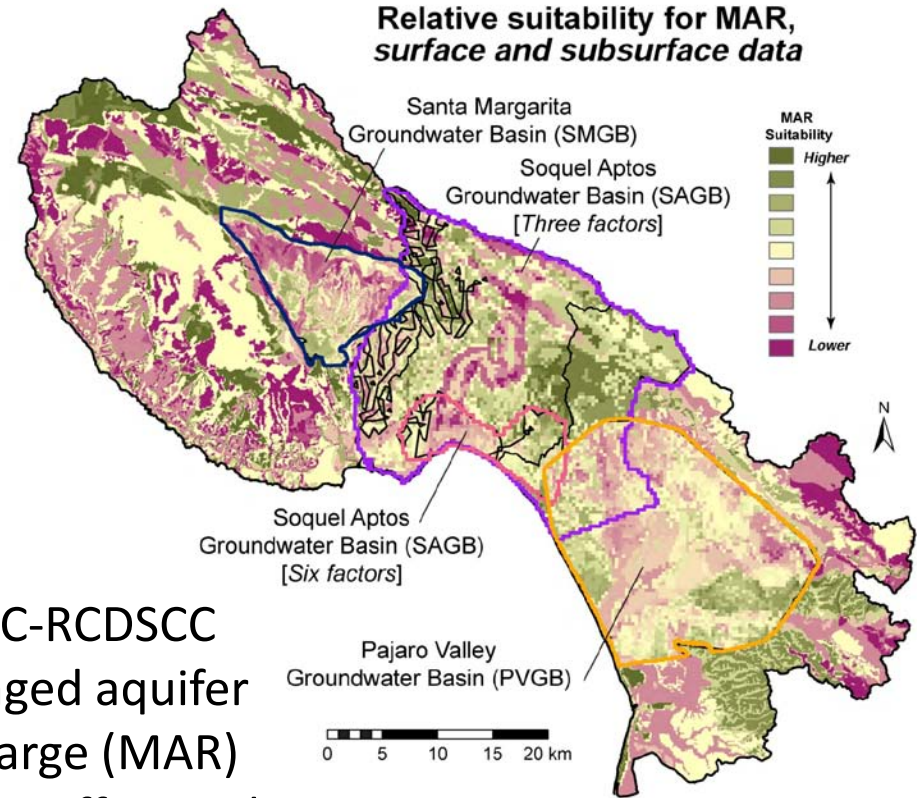 Relative suitability for MAR,
surface and subsurface data
Santa Margarita
Groundwater Basin (SMGB)
Soquel Aptos
Groundwater Basin (SAGB)
[Three factors]
MAR
Suitability
Higher
Lower
N
Soquel Aptos
Groundwater Basin (SAGB)
[Six factors]
C-RCDSCC
ged aquifer
arge (MAR)
Pajaro Valley
Groundwater Basin (PVGB)
0 5 10 15 20 km